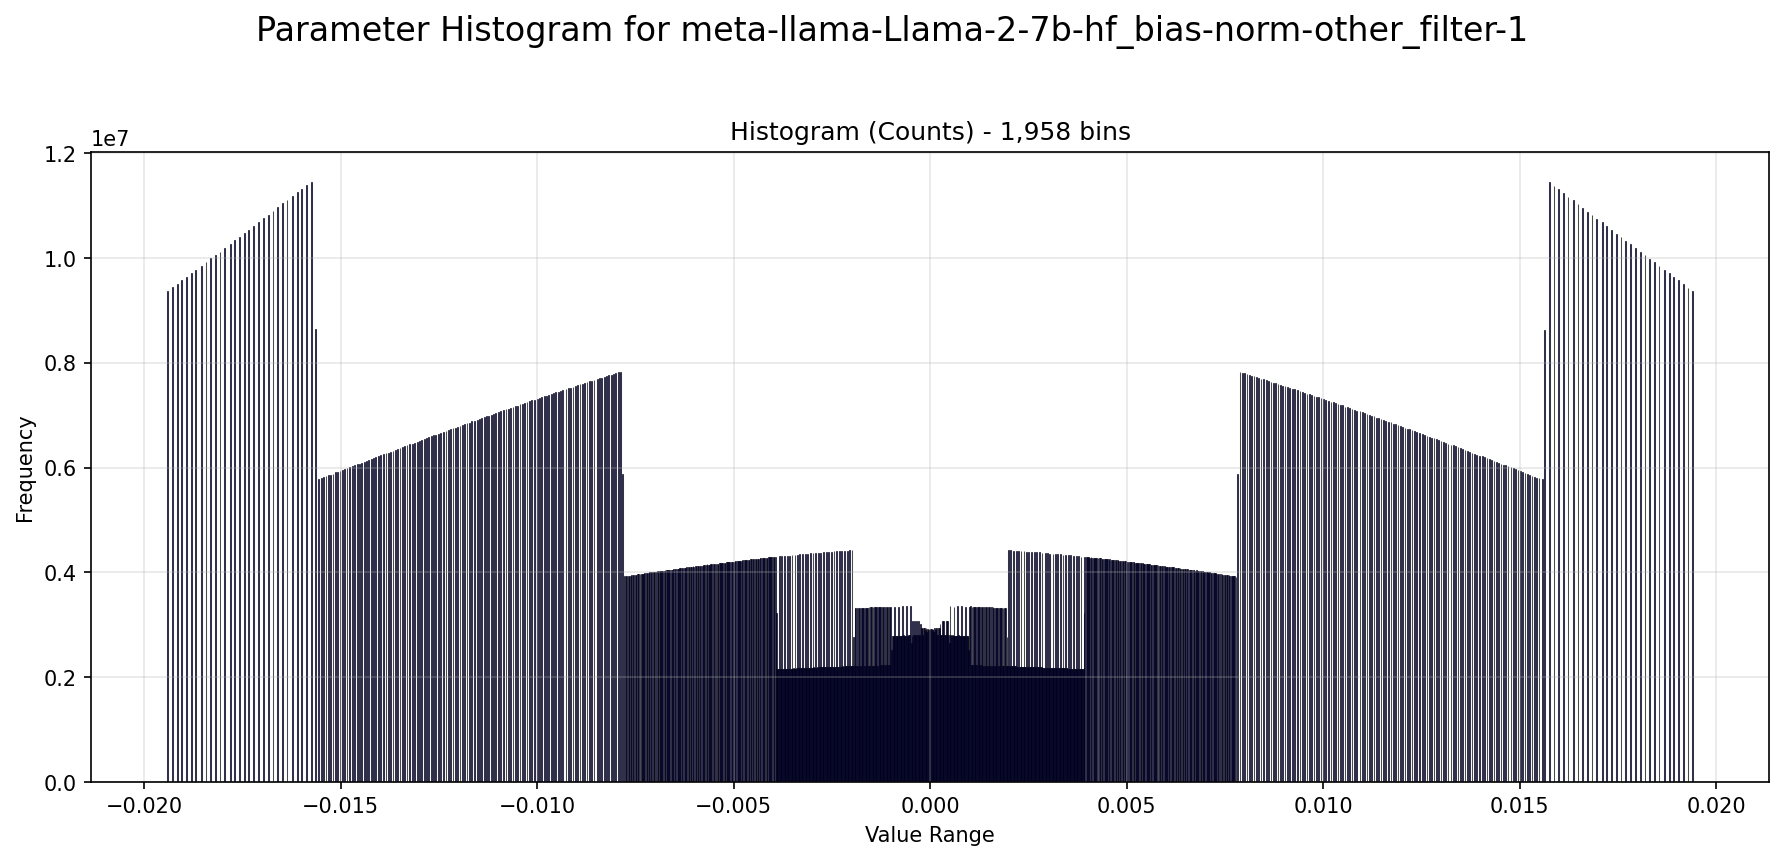 Parameter Histogram for meta-llama-Llama-2-7b-hf_bias-norm-other_filter-1
Histogram (Counts) - 1,958 bins
1e7
1.2
1.0
0.8
0.6
0.4
0.2
0.0
Frequency
−0.020 −0.015 −0.010 −0.005 0.000 0.005 0.010 0.015 0.020
Value Range